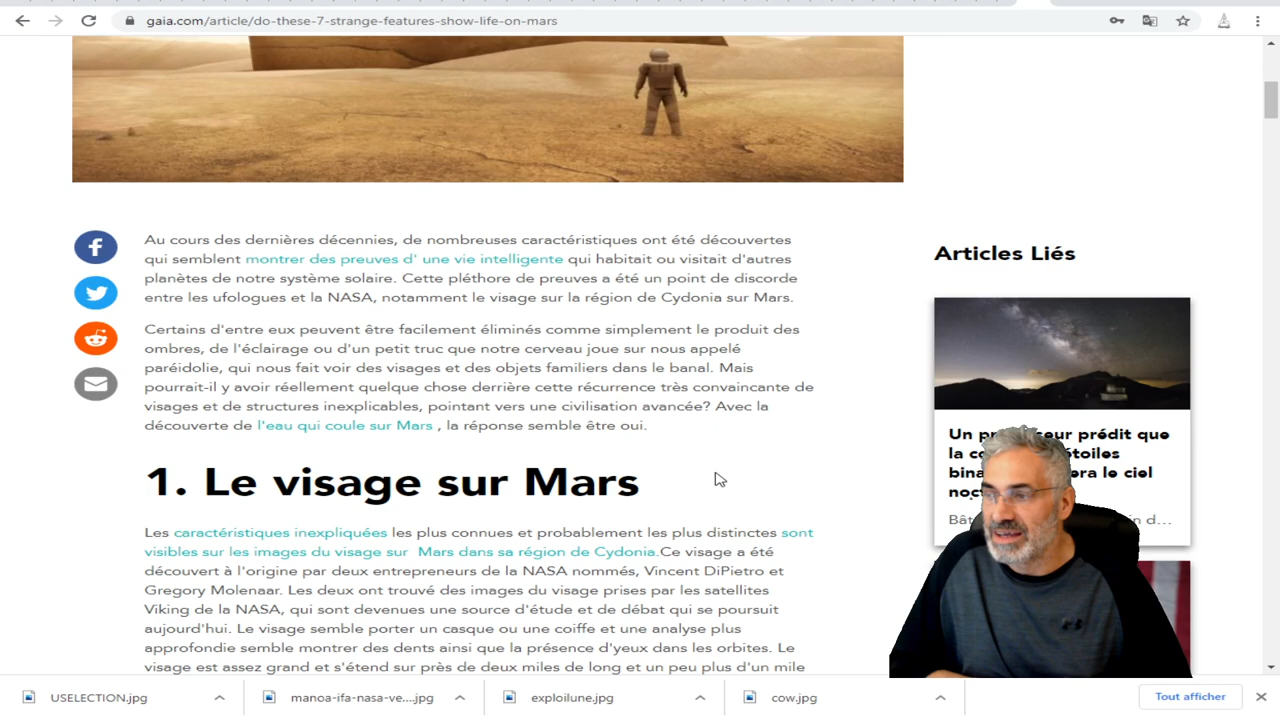 gaia.com/article/do-these-7-strange-features-show-life-on-mars
Au cours des dernières décennies, de nombreuses caractéristiques ont été découvertes
qui semblent montrer des preuves d' une vie intelligente qui habitait ou visitait d'autres
planètes de notre système solaire. Cette pléthore de preuves a été un point de discorde
entre les ufologues et la NASA, notamment le visage sur la région de Cydonia sur Mars.
Certains d'entre eux peuvent être facilement éliminés comme simplement le produit des
ombres, de l'éclairage ou d'un petit truc que notre cerveau joue sur nous appelé
paréidolie, qui nous fait voir des visages et des objets familiers dans le banal. Mais
pourrait-il y avoir réellement quelque chose derrière cette récurrence très convaincante de
visages et de structures inexplicables, pointant vers une civilisation avancée? Avec la
découverte de l'eau qui coule sur Mars , la réponse semble être oui.
1. Le visage sur Mars
Les caractéristiques inexpliquées les plus connues et probablement les plus distinctes sont
visibles sur les images du visage sur Mars dans sa région de Cydonia.Ce visage a été
découvert à l'origine par deux entrepreneurs de la NASA nommés, Vincent DiPietro et
Gregory Molenaar. Les deux ont trouvé des images du visage prises par les satellites
Viking de la NASA, qui sont devenues une source d'étude et de débat qui se poursuit
aujourd'hui. Le visage semble porter un casque ou une coiffe et une analyse plus
approfondie semble montrer des dents ainsi que la présence d'yeux dans les orbites. Le
visage est assez grand et s'étend sur près de deux miles de long et un peu plus d'un mile
Articles Liés
Un prédit que
la étoiles
le ciel
USELECTION.jpg
manoa-ifa-nasa-ve....jpg
exploilune.jpg
cow.jpg
Tout afficher